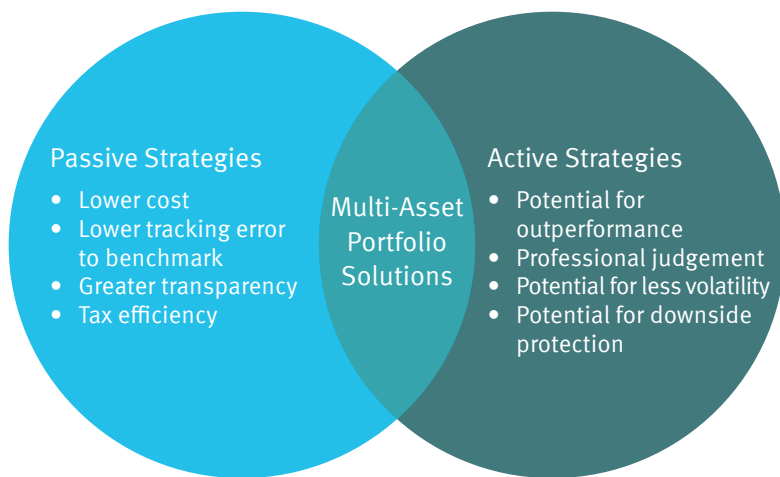 Passive Strategies
• Lower cost
• Lower tracking error
to benchmark
• Greater transparency
• Tax efficiency
Multi-Asset
Portfolio
Solutions
Active Strategies
• Potential for
outperformance
• Professional judgement
• Potential for less volatility
• Potential for downside
protection